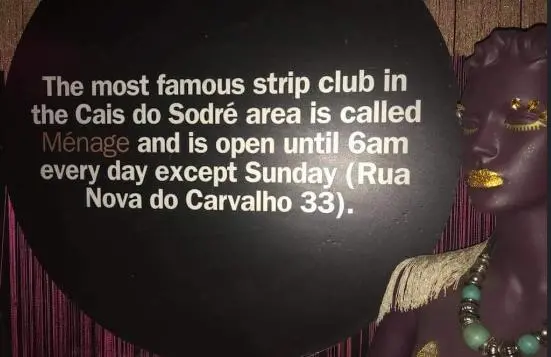 The most famous strip club in
the Cais do Sodré area is called
Ménage and is open until 6am
every day except Sunday (Rua
Nova do Carvalho 33).